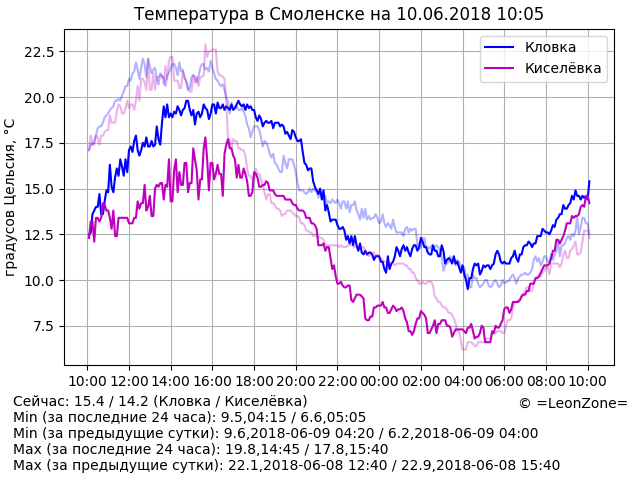 Температура в Смоленске на 10.06.2018 10:05
градусов Цельсия, °C
22.5
20.0
17.5
15.0
12.5
10.0
7.5
Кловка
Киселёвка
10:00 12:00 14:00 16:00 18:00 20:00 22:00 00:00 02:00 04:00 06:00 08:00 10:00
Сейчас: 15.4 / 14.2 (Кловка / Киселёвка)
© =LeonZone=
Min (за последние 24 часа): 9.5,04:15 / 6.6,05:05
Min (за предыдущие сутки): 9.6,2018-06-09 04:20 / 6.2,2018-06-09 04:00
Max (за последние 24 часа): 19.8,14:45 / 17.8,15:40
Max (за предыдущие сутки): 22.1,2018-06-08 12:40 / 22.9,2018-06-08 15:40